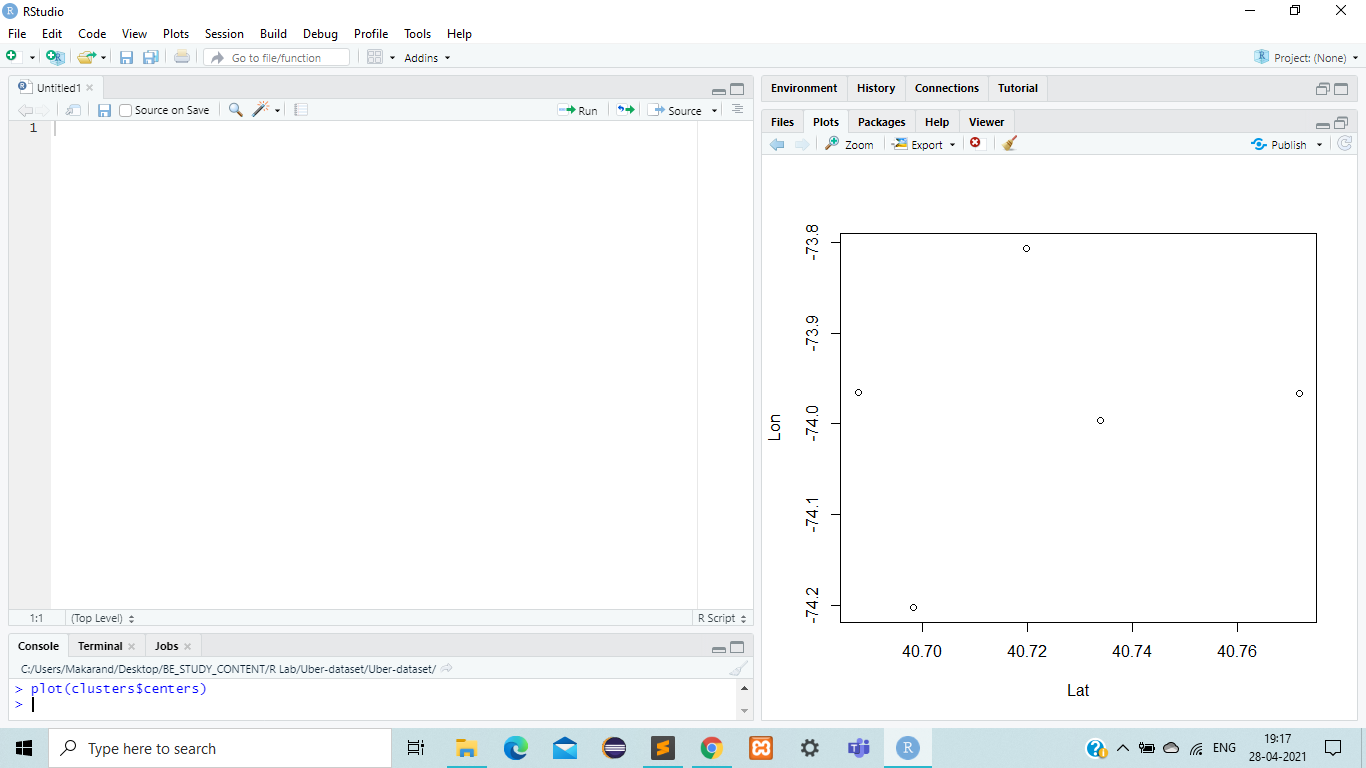 RStudio
File Edit Code View Plots Session Build Debug Profile Tools Help
Go to file/function Addins Project: (None)
Untitled1
Source on Save Run Source
1
1:1 (Top Level) R Script
Console Terminal Jobs
C:/Users/Makarand/Desktop/BE_STUDY_CONTENT/R Lab/Uber-dataset/Uber-dataset/
> plot(clusters$centers)
>
Environment History Connections Tutorial
Files Plots Packages Help Viewer
Zoom Export Publish
-73.8
-73.9
-74.0
-74.1
-74.2
Lon
40.70 40.72 40.74 40.76
Lat
Type here to search
ENG
19:17
28-04-2021